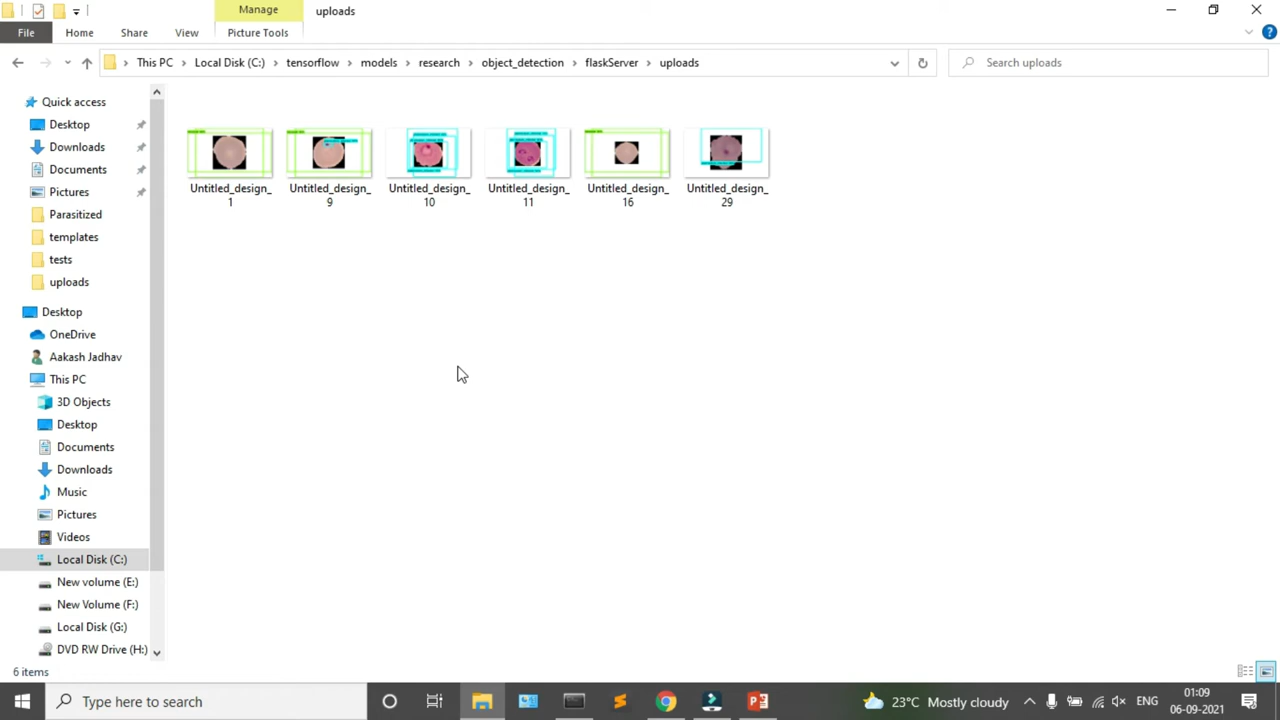 Manage
uploads
File
Home
Share
View
Picture Tools
This PC
Local Disk (C:)
tensorflow
models
research
object_detection
flaskServer
uploads
Search uploads
Quick access
Desktop
Downloads
Documents
Pictures
Parasitized
templates
tests
uploads
Desktop
OneDrive
Aakash Jadhav
This PC
3D Objects
Desktop
Documents
Downloads
Music
Pictures
Videos
Local Disk (C:)
New volume (E:)
New Volume (F:)
Local Disk (G:)
DVD RW Drive (H:)
Untitled_design_
1
Untitled_design_
9
Untitled_design_
10
Untitled_design_
11
Untitled_design_
16
Untitled_design_
29
6 items
Type here to search
23°C Mostly cloudy
ENG
01:09
06-09-2021